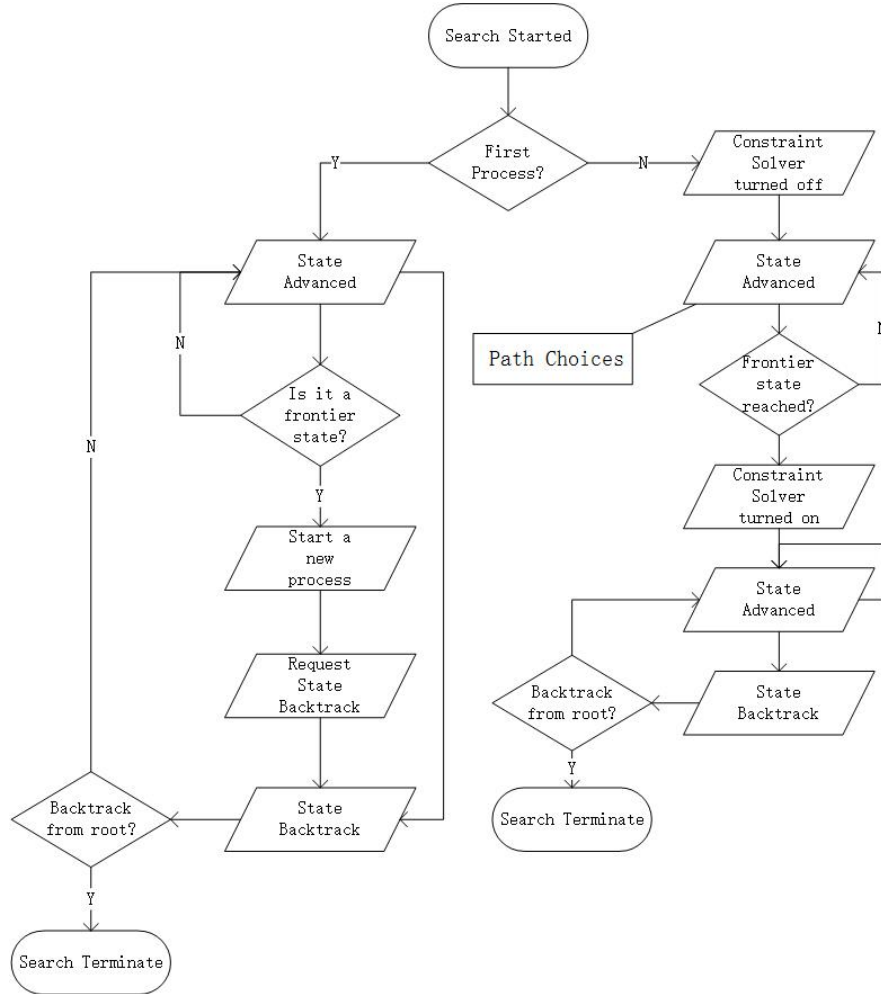 Search Started
First
Process?
Y
N
Constraint
Solver
turned off
State
Advanced
State
Advanced
N
N
Path Choices
Is it a
frontier
state?
Frontier
state
reached?
N
Y
Constraint
Solver
turned on
Start a
new
process
State
Advanced
Request
State
Backtrack
Backtrack
from root?
State
Backtrack
Y
Backtrack
from root?
State
Backtrack
Search Terminate
Y
Search Terminate